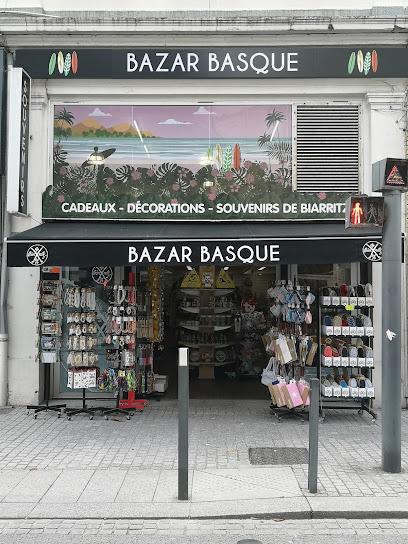 BAZAR BASQUE
SOUVENIRS
CADEAUX - DÉCORATIONS - SOUVENIRS DE BIARRITZ
BAZAR BASQUE